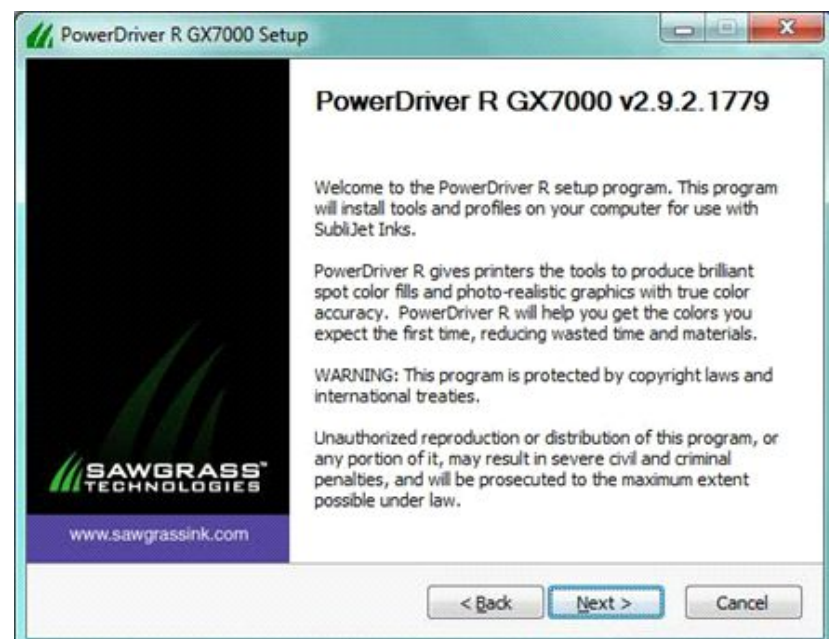 PowerDriver R GX7000 Setup
PowerDriver R GX7000 v2.9.2.1779
Welcome to the PowerDriver R setup program. This program
will install tools and profiles on your computer for use with
SubliJet Inks.
PowerDriver R gives printers the tools to produce brilliant
spot color fills and photo-realistic graphics with true color
accuracy.  PowerDriver R will help you get the colors you
expect the first time, reducing wasted time and materials.
WARNING: This program is protected by copyright laws and
international treaties.
Unauthorized reproduction or distribution of this program, or
any portion of it, may result in severe civil and criminal
penalties, and will be prosecuted to the maximum extent
possible under law.
SAWGRASS™
TECHNOLOGIES
www.sawgrassink.com
< Back
Next >
Cancel